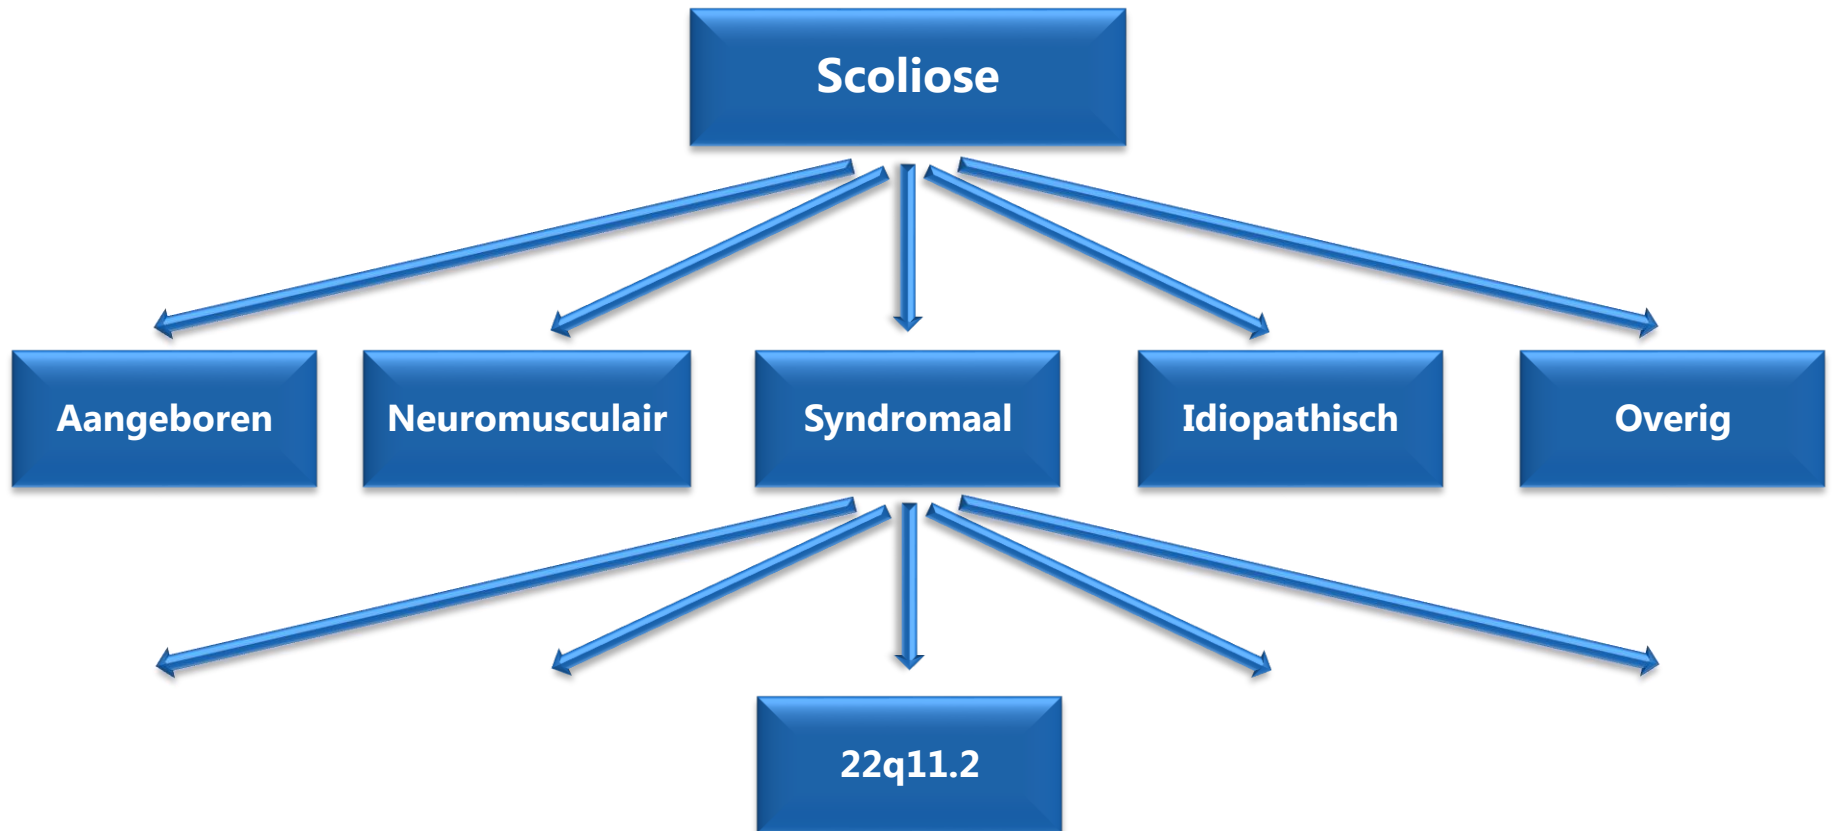 Scoliose
Aangeboren
Neuromusculair
Syndromaal
Idiopathisch
Overig
22q11.2